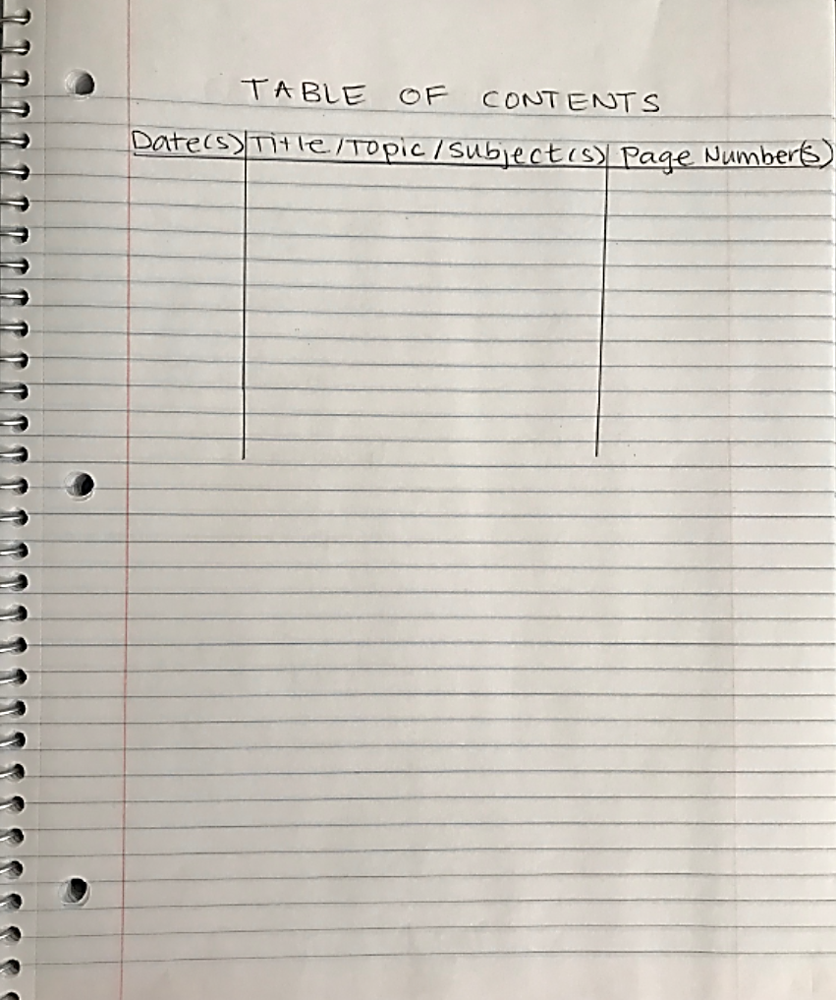 TABLE OF CONTENTS
Date(s) Title/Topic/Subject(s) Page Number(s)